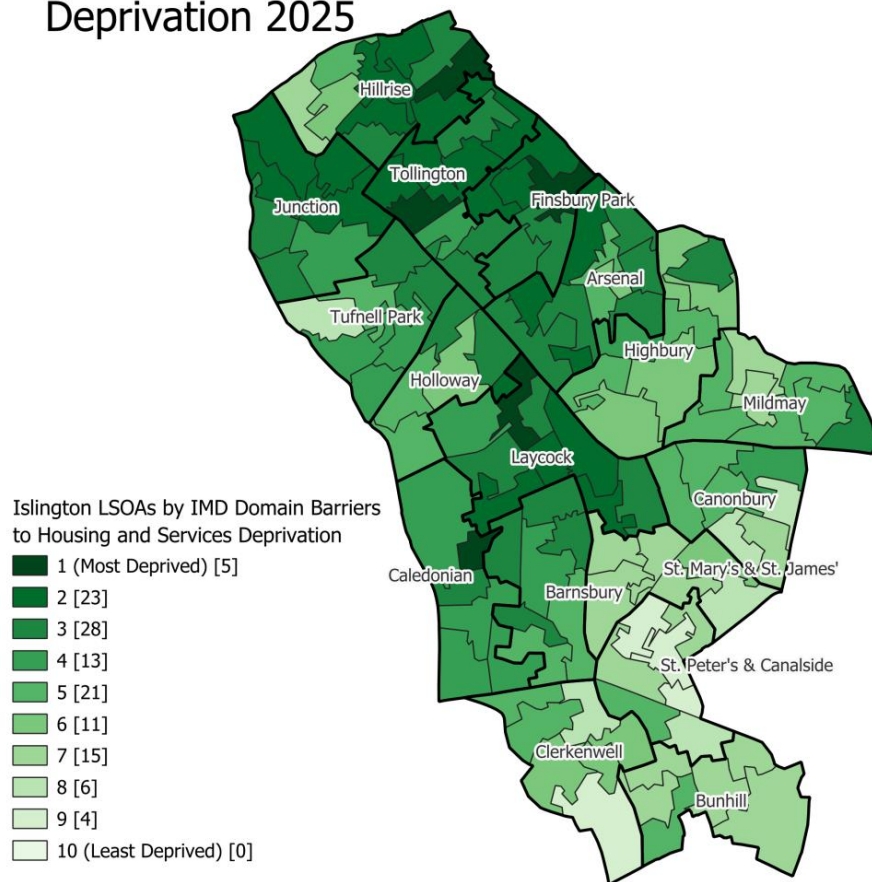 Deprivation 2025
Hillrise
Tollington
Junction
Finsbury Park
Arsenal
Tufnell Park
Highbury
Holloway
Mildmay
Laycock
Canonbury
Caledonian
Barnsbury
St. Mary's & St. James'
St. Peter's & Canalside
Clerkenwell
Bunhill
Islington LSOAs by IMD Domain Barriers
to Housing and Services Deprivation
1 (Most Deprived) [5]
2 [23]
3 [28]
4 [13]
5 [21]
6 [11]
7 [15]
8 [6]
9 [4]
10 (Least Deprived) [0]